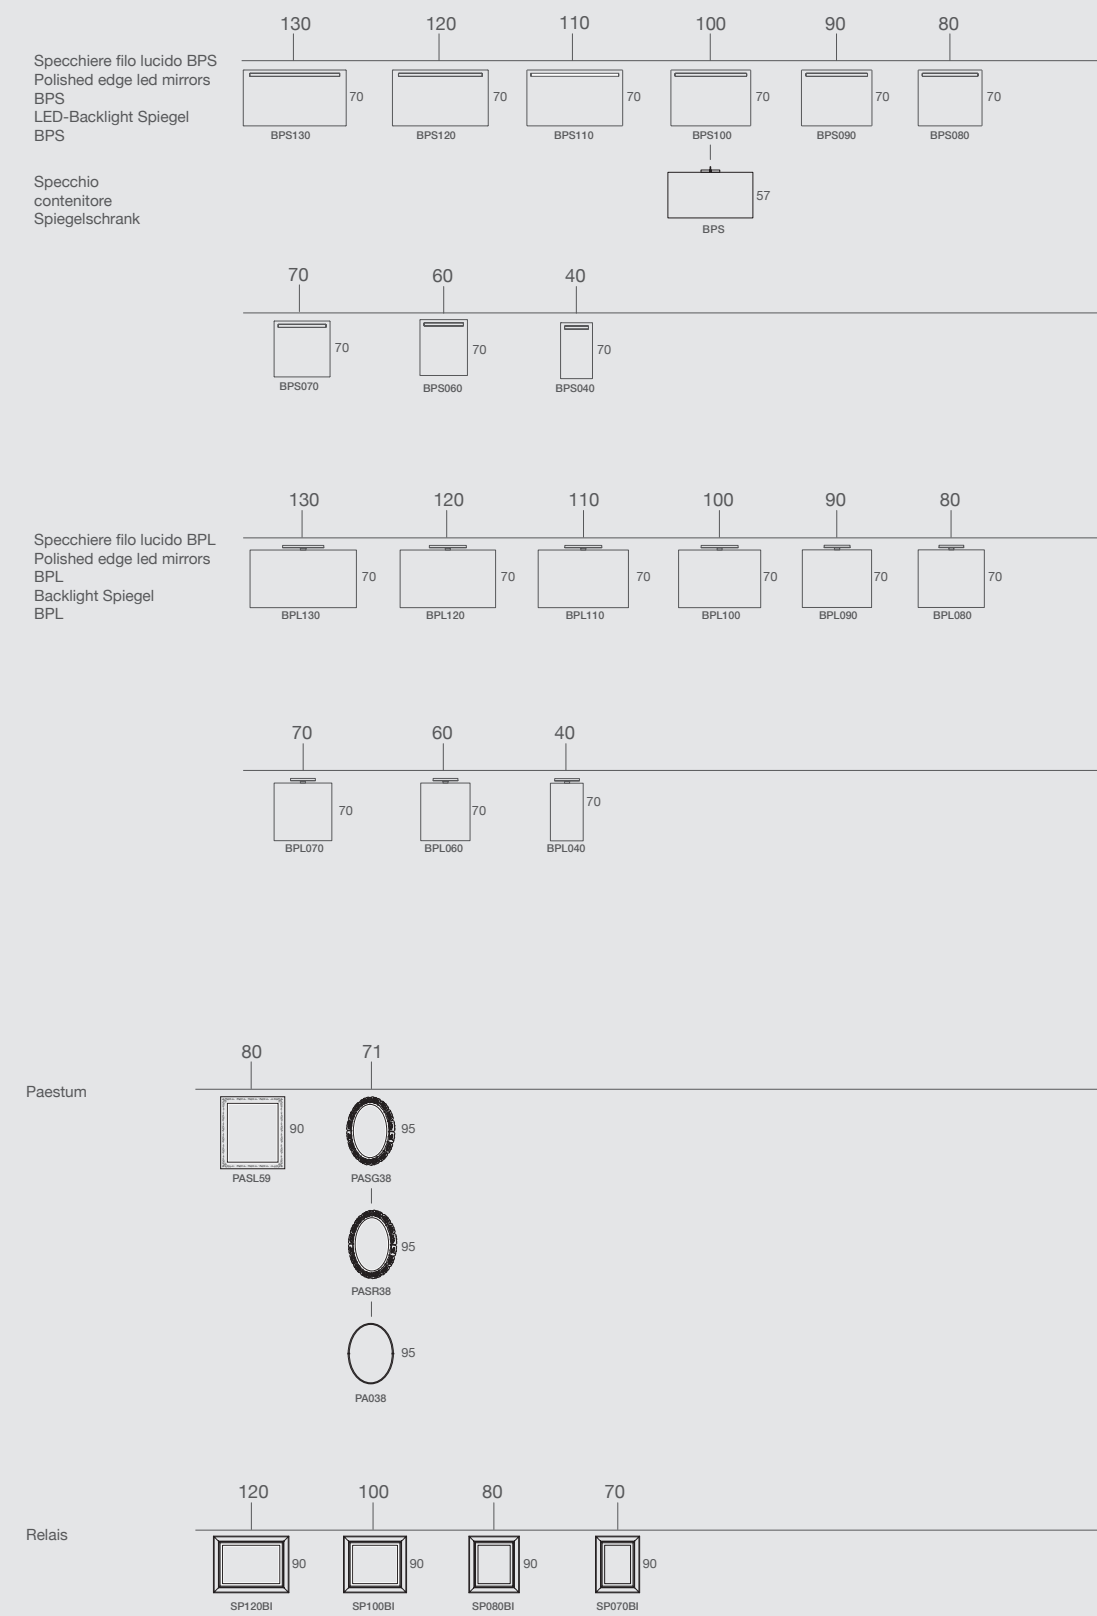 130 120 110 100 90 80
Specchiere filo lucido BPS
Polished edge led mirrors
BPS
LED-Backlight Spiegel
BPS
70 70 70 70 70 70
BPS130 BPS120 BPS110 BPS100 BPS090 BPS080
Specchio
contenitore
Spiegelschrank
57
BPS
70 60 40
70 70 70
BPS070 BPS060 BPS040
130 120 110 100 90 80
Specchiere filo lucido BPL
Polished edge led mirrors
BPL
Backlight Spiegel
BPL
70 70 70 70 70 70
BPL130 BPL120 BPL110 BPL100 BPL090 BPL080
70 60 40
70 70 70
BPL070 BPL060 BPL040
80 71
Paestum
90 95
PASL59 PASG38
95
PASR38
95
PA038
120 100 80 70
Relais
90 90 90 90
SP120BI SP100BI SP080BI SP070BI